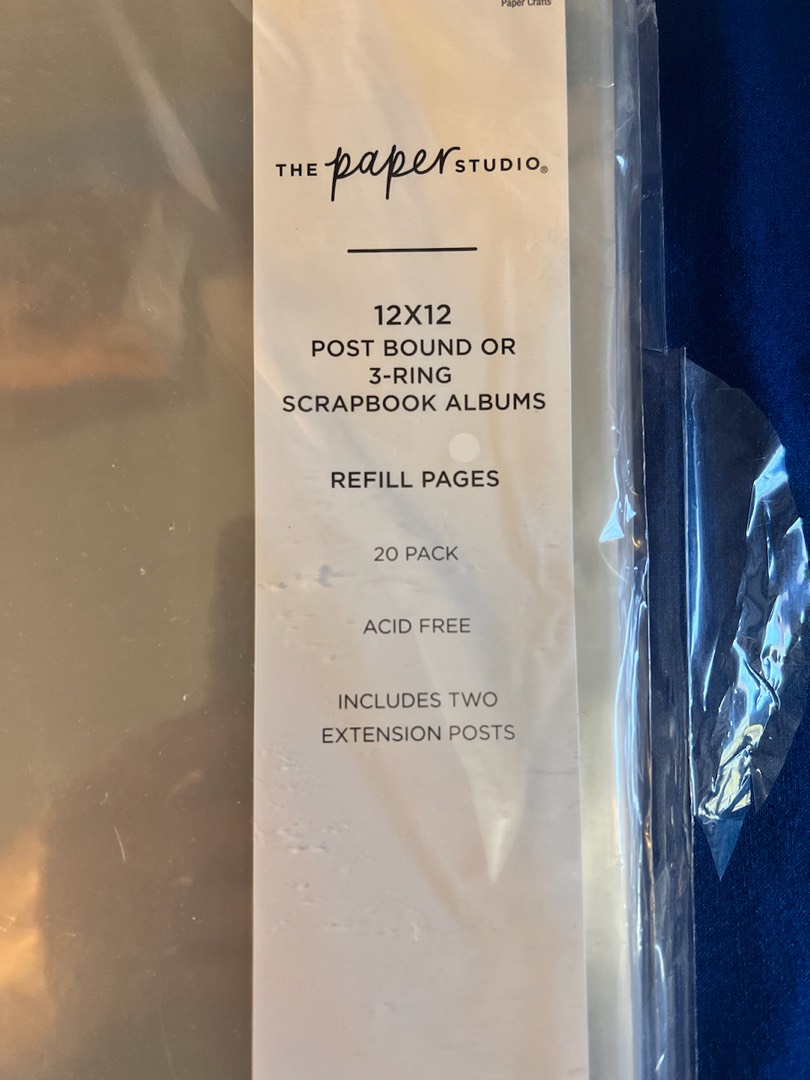 Paper Crafts
THE paper STUDIO®
12X12
POST BOUND OR
3-RING
SCRAPBOOK ALBUMS
REFILL PAGES
20 PACK
ACID FREE
INCLUDES TWO
EXTENSION POSTS